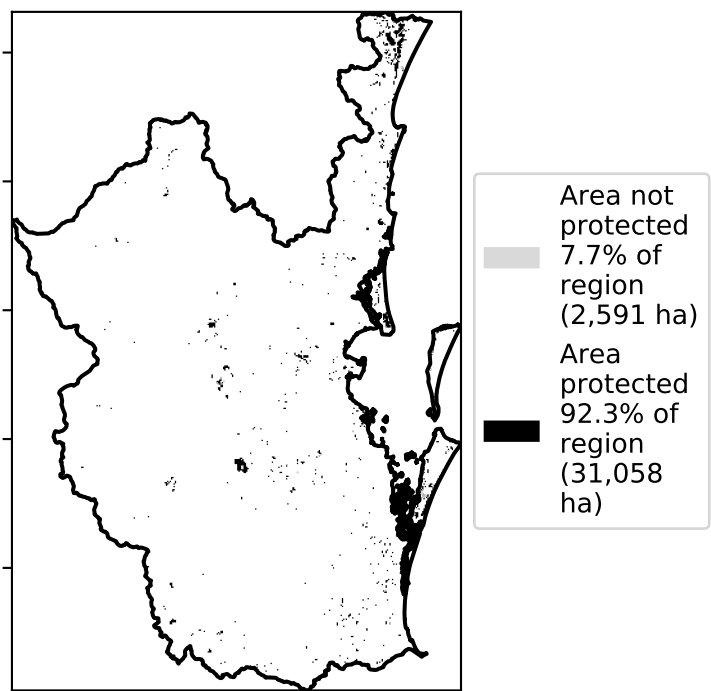 Area not
protected
7.7% of
region
(2,591 ha)
Area
protected
92.3% of
region
(31,058
ha)